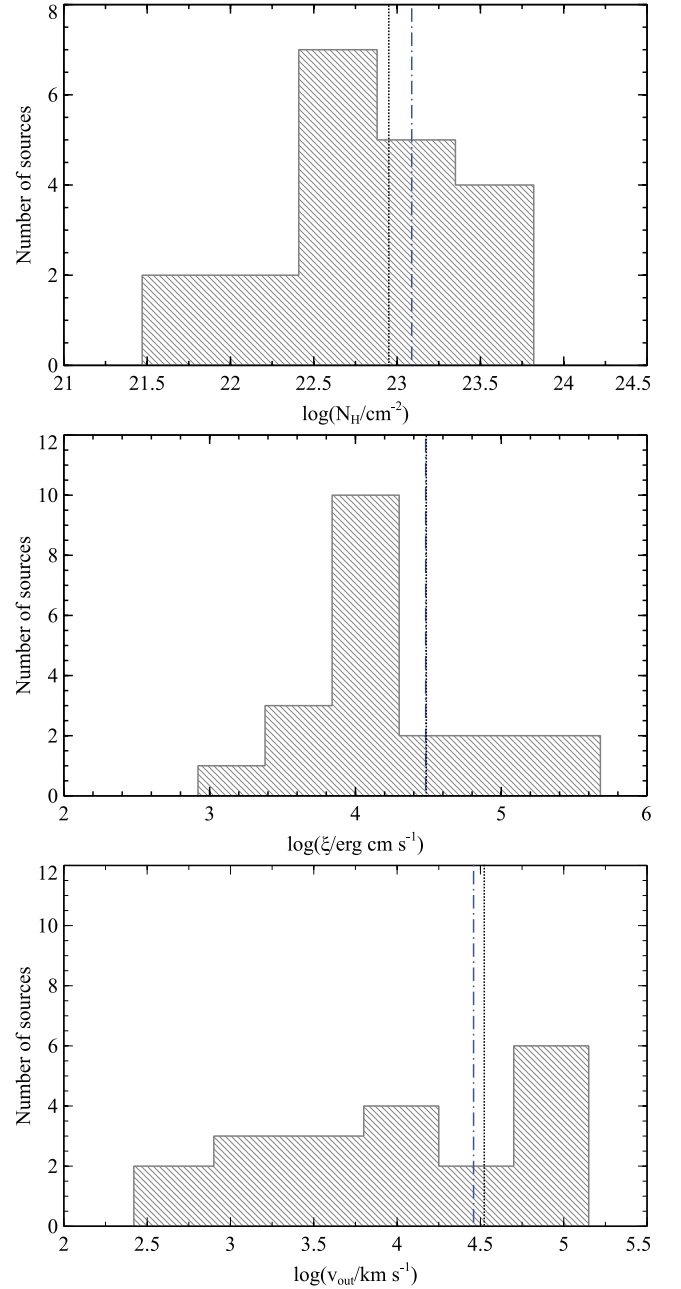 8
6
4
2
0
Number of sources
21 21.5 22 22.5 23 23.5 24 24.5
log(N_H/cm^-2)
12
10
8
6
4
2
0
Number of sources
2 3 4 5 6
log(ξ/erg cm s^-1)
12
10
8
6
4
2
0
Number of sources
2 2.5 3 3.5 4 4.5 5 5.5
log(v_out/km s^-1)